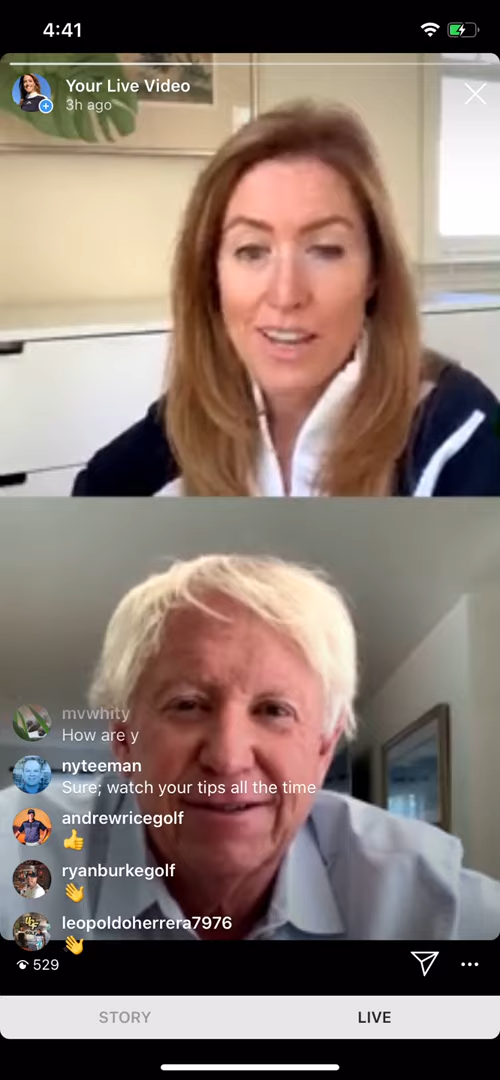 4:41
Your Live Video
3h ago
mvwhity
How are y
nyteeman
Sure; watch your tips all the time
andrewricegolf
👍
ryanburkegolf
👋
leopoldoherrera7976
👋
529
STORY
LIVE